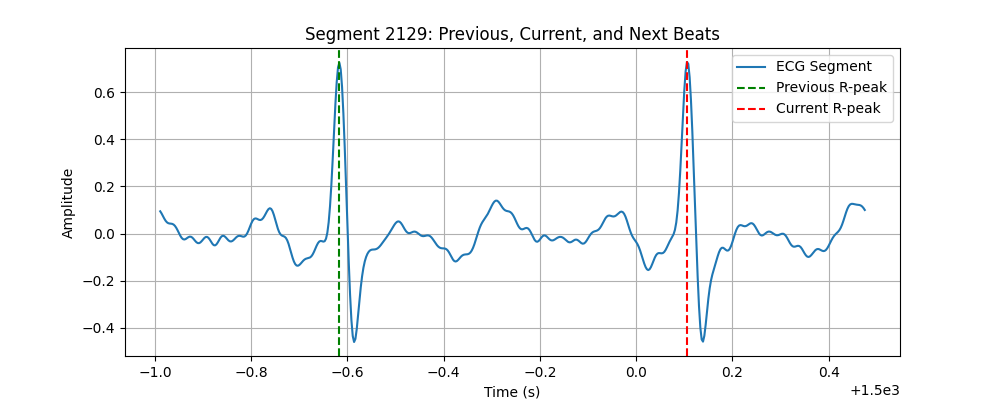 Segment 2129: Previous, Current, and Next Beats
ECG Segment
Previous R-peak
Current R-peak
Amplitude
0.6
0.4
0.2
0.0
−0.2
−0.4
−1.0 −0.8 −0.6 −0.4 −0.2 0.0 0.2 0.4
+1.5e3
Time (s)